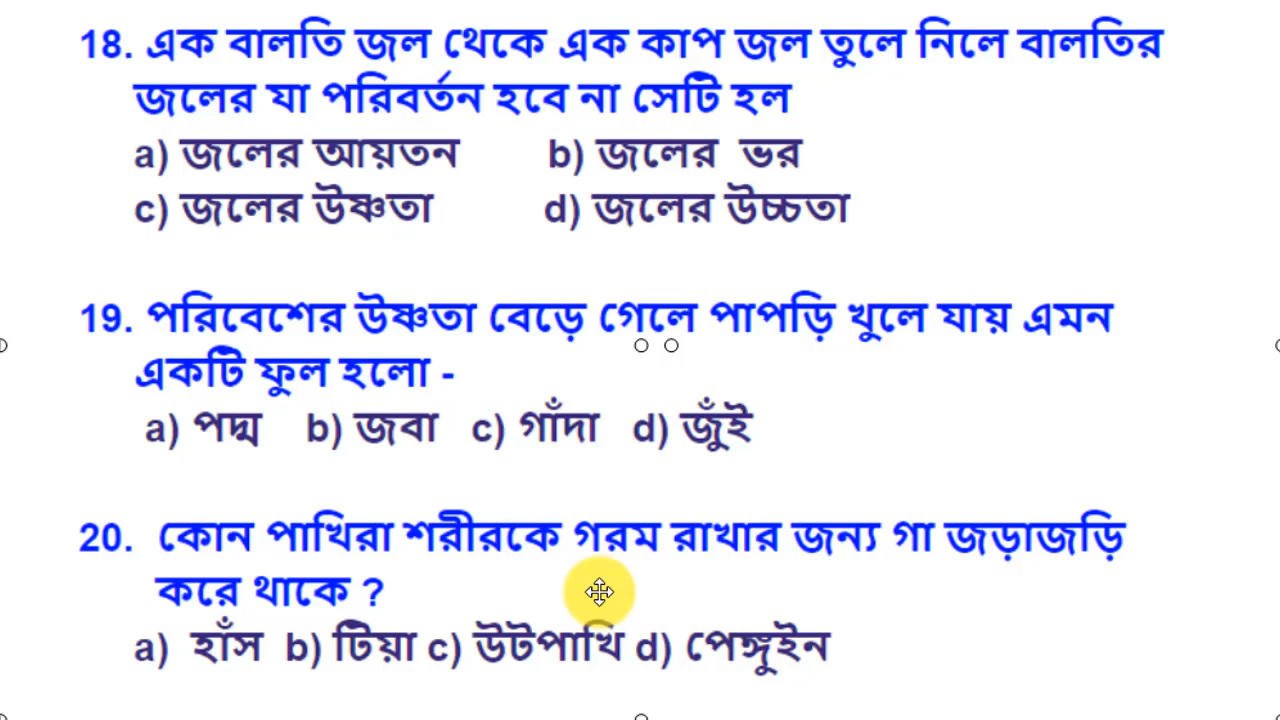 18. এক বালতি জল থেকে এক কাপ জল তুলে নিলে বালতির
জলের যা পরিবর্তন হবে না সেটি হল
a) জলের আয়তন b) জলের ভর
c) জলের উষ্ণতা d) জলের উচ্চতা
19. পরিবেশের উষ্ণতা বেড়ে গেলে পাপড়ি খুলে যায় এমন
একটি ফুল হলো -
a) পদ্ম b) জবা c) গাঁদা d) জুঁই
20. কোন পাখিরা শরীরকে গরম রাখার জন্য গা জড়াজড়ি
করে থাকে ?
a) হাঁস b) টিয়া c) উটপাখি d) পেঙ্গুইন